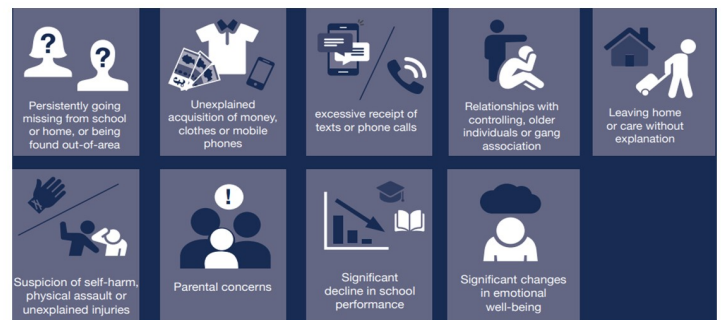 ?
?
Persistently going
missing from school
or home, or being
found out-of-area
Unexplained
acquisition of money,
clothes or mobile
phones
excessive receipt of
texts or phone calls
Relationships with
controlling, older
individuals or gang
association
Leaving home
or care without
explanation
Suspicion of self-harm,
physical assault or
unexplained injuries
!
Parental concerns
Significant
decline in school
performance
Significant changes
in emotional
well-being